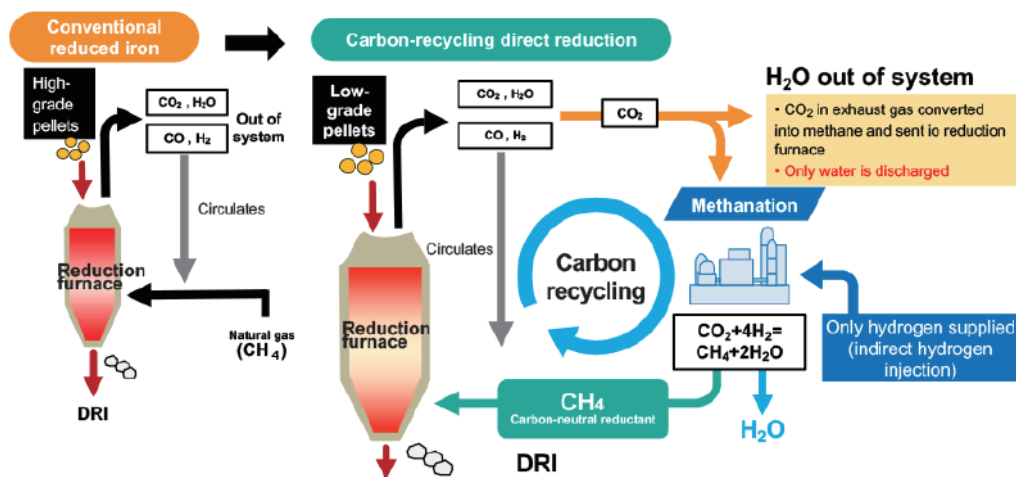 Conventional
reduced iron
High-
grade
pellets
CO₂ , H₂O
CO , H₂
Out of
system
Circulates
Reduction
furnace
Natural gas
(CH₄)
DRI
Carbon-recycling direct reduction
Low-
grade
pellets
CO₂ , H₂O
CO , H₂
CO₂
Circulates
Reduction
furnace
Carbon
recycling
H₂O out of system
• CO₂ in exhaust gas converted
into methane and sent io reduction
furnace
• Only water is discharged
Methanation
CO₂+4H₂=
CH₄+2H₂O
Only hydrogen supplied
(indirect hydrogen
injection)
CH₄
Carbon-neutral reductant
H₂O
DRI